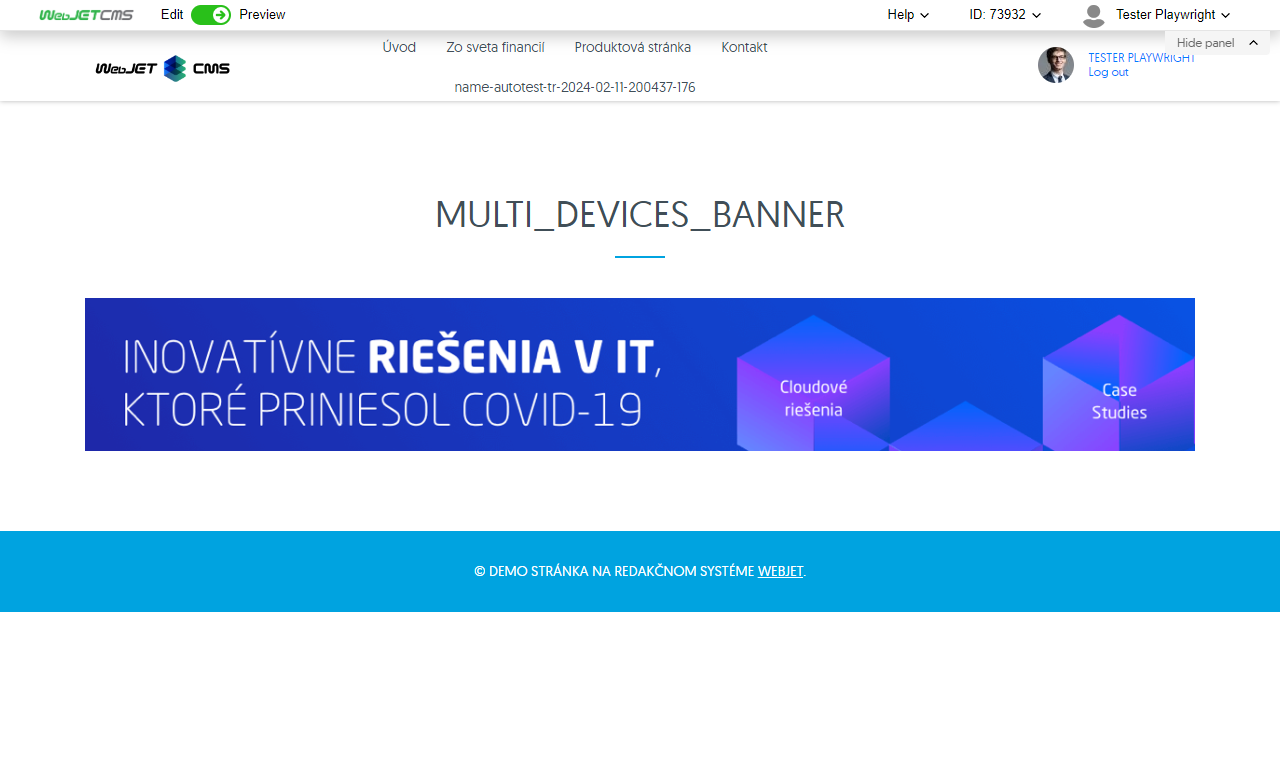 WebJETCMS Edit Preview Help ID: 73932 Tester Playwright
Hide panel
WebJET CMS Úvod Zo sveta financií Produktová stránka Kontakt
name-autotest-tr-2024-02-11-200437-176
TESTER PLAYWRIGHT
Log out
MULTI_DEVICES_BANNER
INOVATÍVNE RIEŠENIA V IT,
KTORÉ PRINIESOL COVID-19
Cloudové
riešenia
Case
Studies
© DEMO STRÁNKA NA REDAKČNOM SYSTÉME WEBJET.